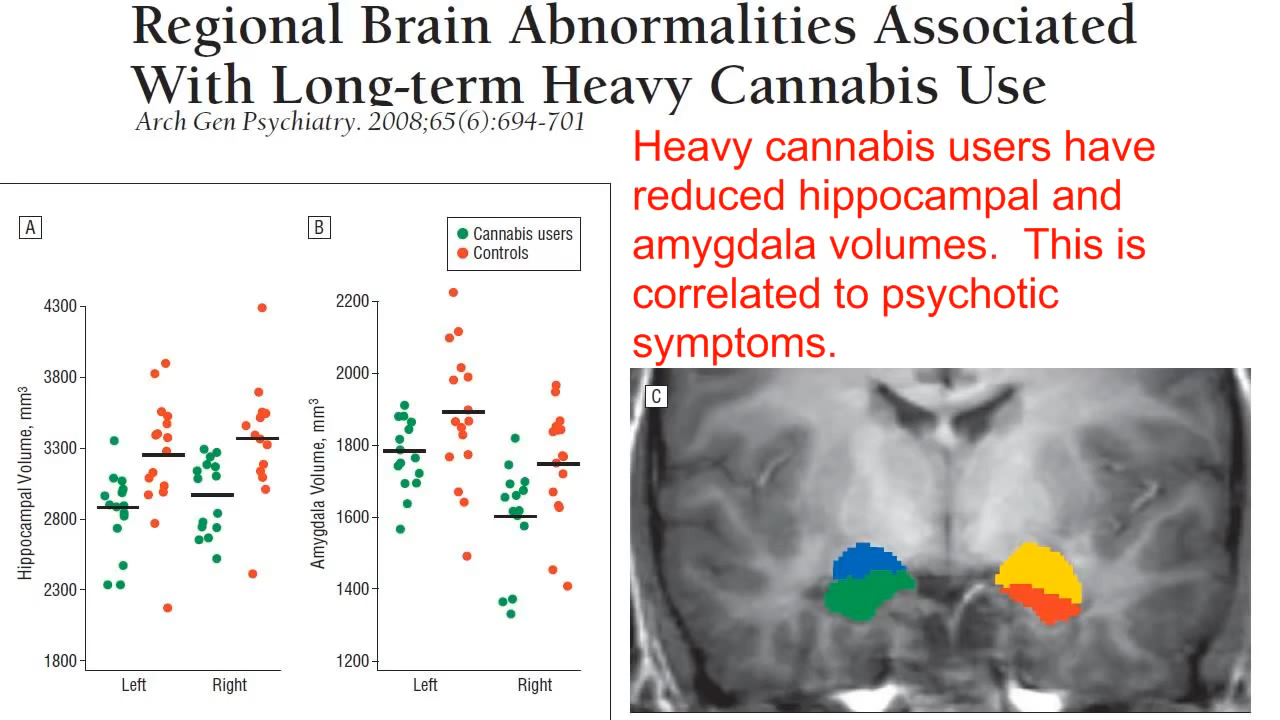 Regional Brain Abnormalities Associated
With Long-term Heavy Cannabis Use
Arch Gen Psychiatry. 2008;65(6):694-701
Heavy cannabis users have
reduced hippocampal and
amygdala volumes.  This is
correlated to psychotic
symptoms.
A
Hippocampal Volume, mm³
4300
3800
3300
2800
2300
1800
Left
Right
B
Cannabis users
Controls
Amygdala Volume, mm³
2200
2000
1800
1600
1400
1200
Left
Right
C